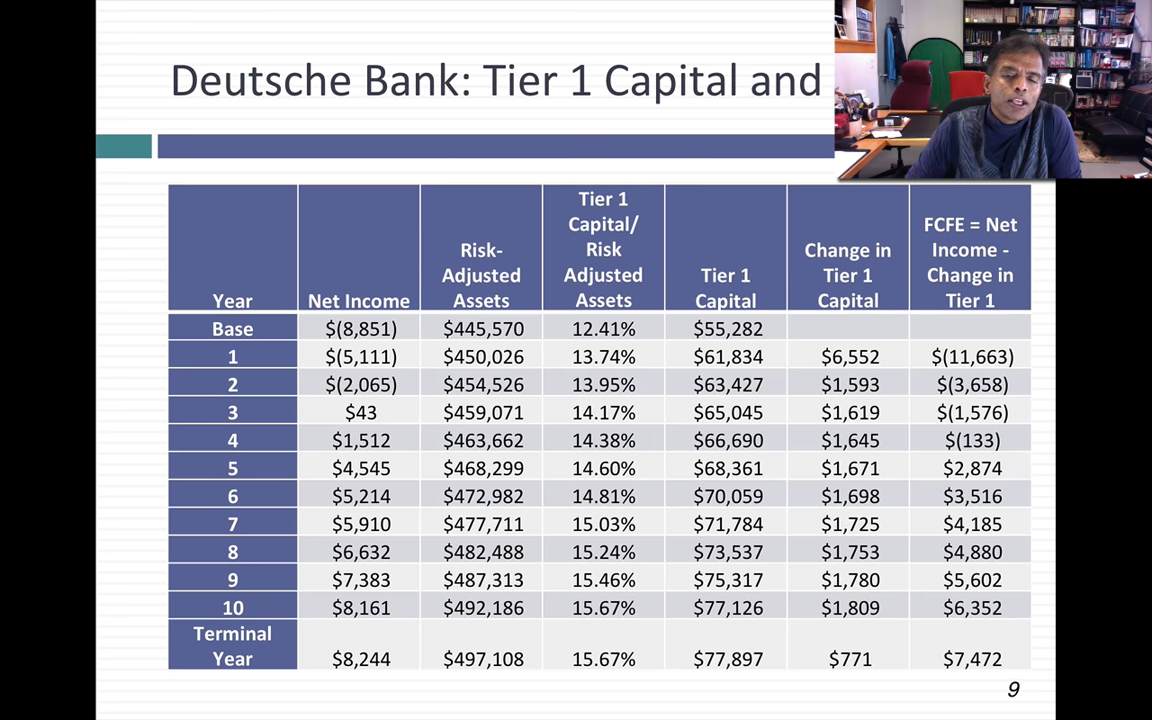 Deutsche Bank: Tier 1 Capital and
Year Net Income Risk-Adjusted Assets Tier 1 Capital/ Risk Adjusted Assets Tier 1 Capital Change in Tier 1 Capital FCFE = Net Income - Change in Tier 1
Base $(8,851) $445,570 12.41% $55,282
1 $(5,111) $450,026 13.74% $61,834 $6,552 $(11,663)
2 $(2,065) $454,526 13.95% $63,427 $1,593 $(3,658)
3 $43 $459,071 14.17% $65,045 $1,619 $(1,576)
4 $1,512 $463,662 14.38% $66,690 $1,645 $(133)
5 $4,545 $468,299 14.60% $68,361 $1,671 $2,874
6 $5,214 $472,982 14.81% $70,059 $1,698 $3,516
7 $5,910 $477,711 15.03% $71,784 $1,725 $4,185
8 $6,632 $482,488 15.24% $73,537 $1,753 $4,880
9 $7,383 $487,313 15.46% $75,317 $1,780 $5,602
10 $8,161 $492,186 15.67% $77,126 $1,809 $6,352
Terminal Year $8,244 $497,108 15.67% $77,897 $771 $7,472
9